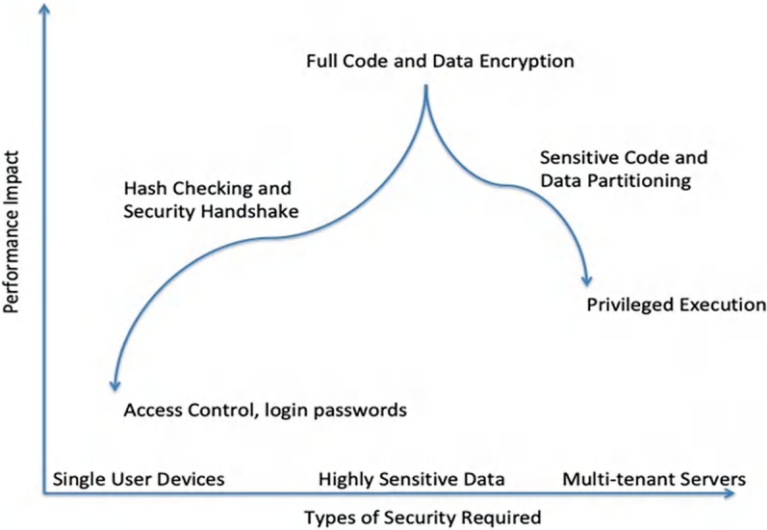 Full Code and Data Encryption
Sensitive Code and
Data Partitioning
Hash Checking and
Security Handshake
Performance Impact
Privileged Execution
Access Control, login passwords
Single User Devices
Highly Sensitive Data
Multi-tenant Servers
Types of Security Required